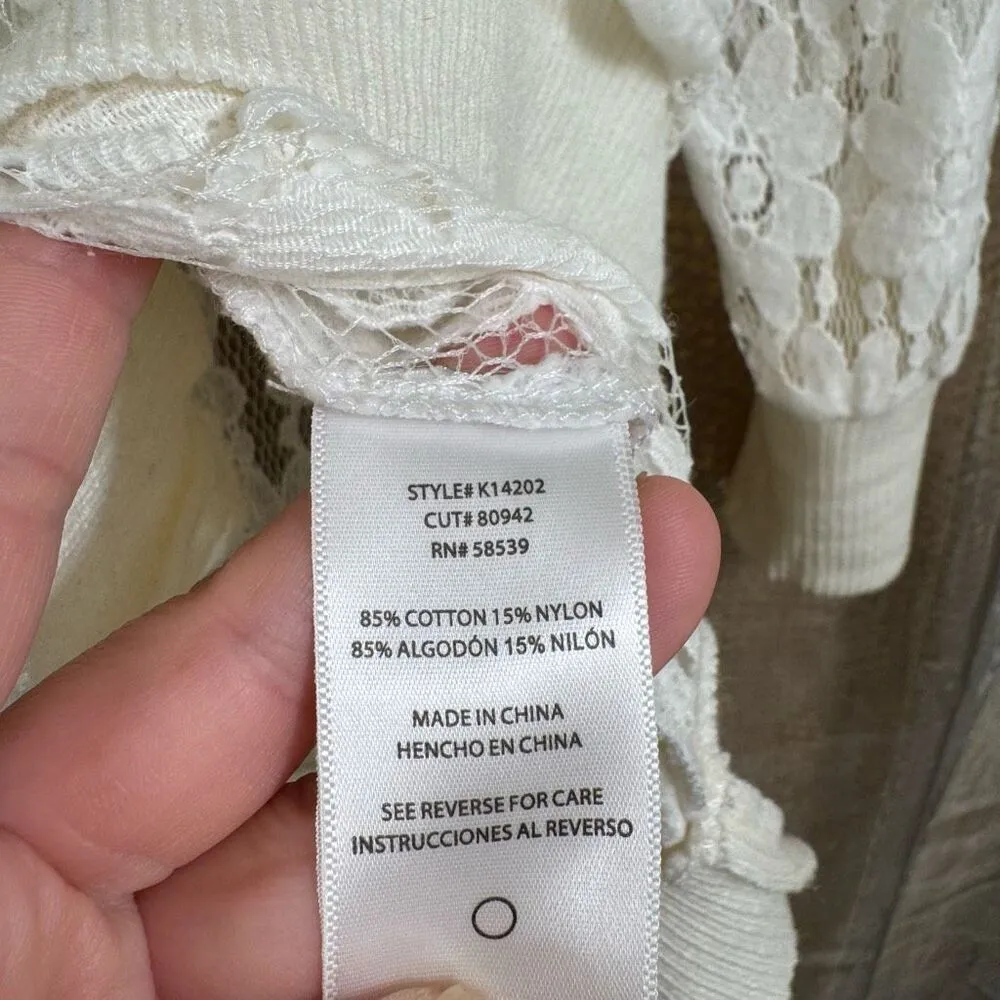 STYLE# K14202
CUT# 80942
RN# 58539
85% COTTON 15% NYLON
85% ALGODÓN 15% NILÓN
MADE IN CHINA
HENCHO EN CHINA
SEE REVERSE FOR CARE
INSTRUCCIONES AL REVERSO